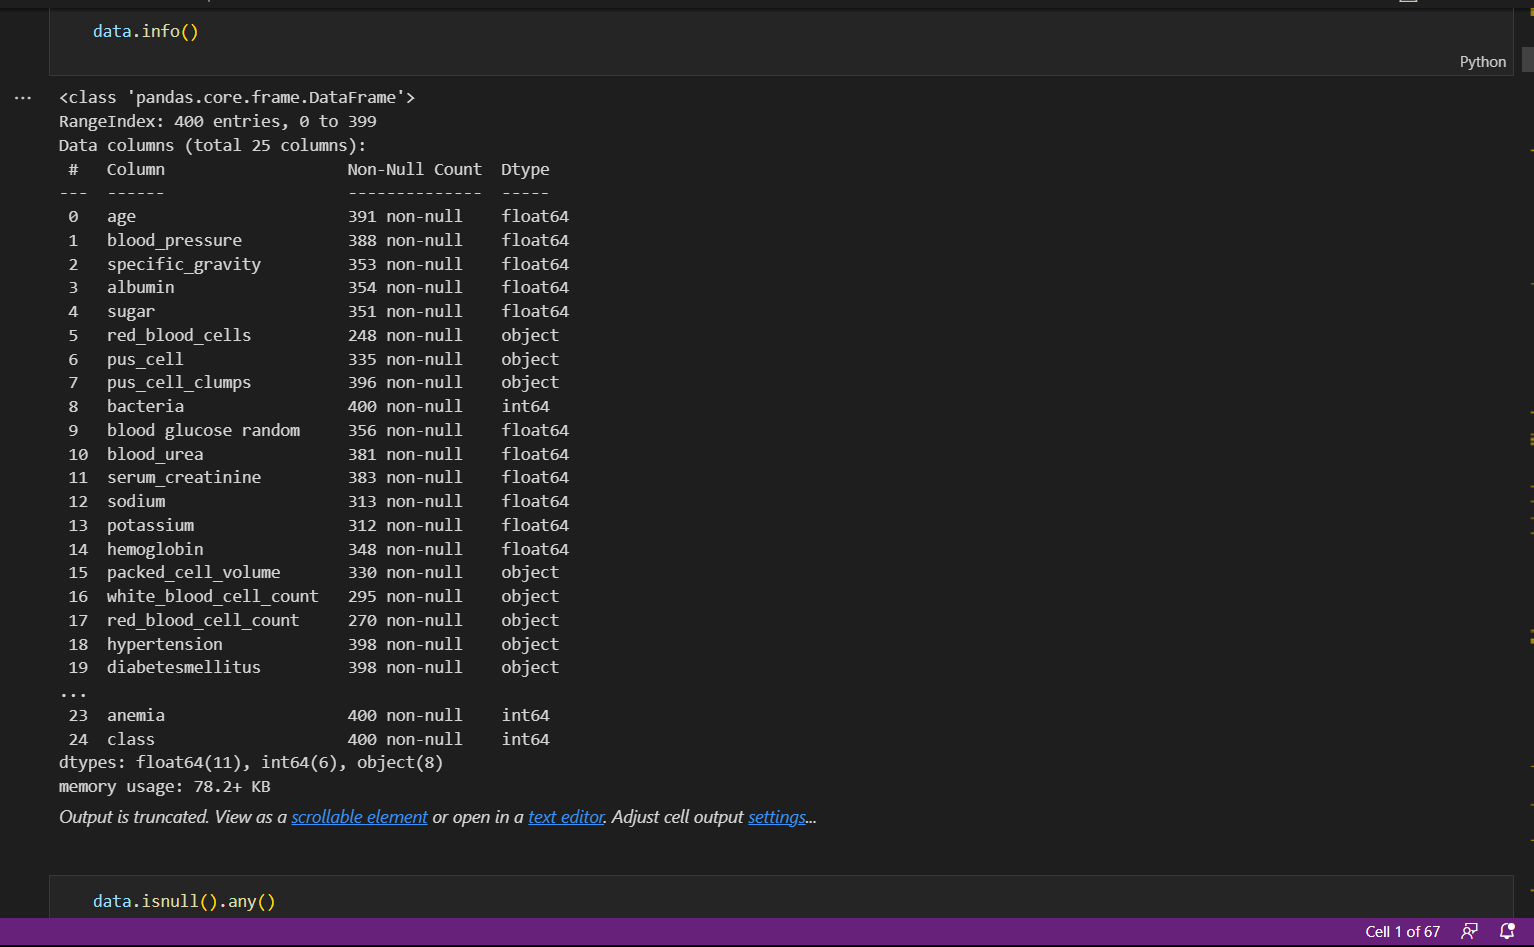 data.info()
Python
<class 'pandas.core.frame.DataFrame'>
RangeIndex: 400 entries, 0 to 399
Data columns (total 25 columns):
 #   Column                   Non-Null Count  Dtype
---  ------                   --------------  -----
 0   age                      391 non-null    float64
 1   blood_pressure           388 non-null    float64
 2   specific_gravity         353 non-null    float64
 3   albumin                  354 non-null    float64
 4   sugar                    351 non-null    float64
 5   red_blood_cells          248 non-null    object
 6   pus_cell                 335 non-null    object
 7   pus_cell_clumps          396 non-null    object
 8   bacteria                 400 non-null    int64
 9   blood glucose random     356 non-null    float64
 10  blood_urea               381 non-null    float64
 11  serum_creatinine         383 non-null    float64
 12  sodium                   313 non-null    float64
 13  potassium                312 non-null    float64
 14  hemoglobin               348 non-null    float64
 15  packed_cell_volume       330 non-null    object
 16  white_blood_cell_count   295 non-null    object
 17  red_blood_cell_count     270 non-null    object
 18  hypertension             398 non-null    object
 19  diabetesmellitus         398 non-null    object
...
 23  anemia                   400 non-null    int64
 24  class                    400 non-null    int64
dtypes: float64(11), int64(6), object(8)
memory usage: 78.2+ KB
Output is truncated. View as a scrollable element or open in a text editor. Adjust cell output settings...
data.isnull().any()
Cell 1 of 67